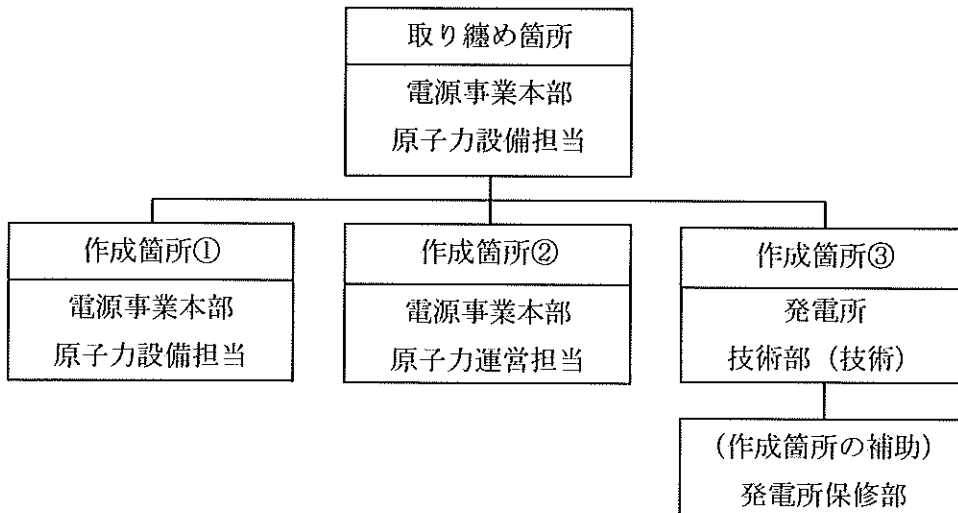 取り纏め箇所
電源事業本部
原子力設備担当
作成箇所①
電源事業本部
原子力設備担当
作成箇所②
電源事業本部
原子力運営担当
作成箇所③
発電所
技術部（技術）
（作成箇所の補助）
発電所保修部